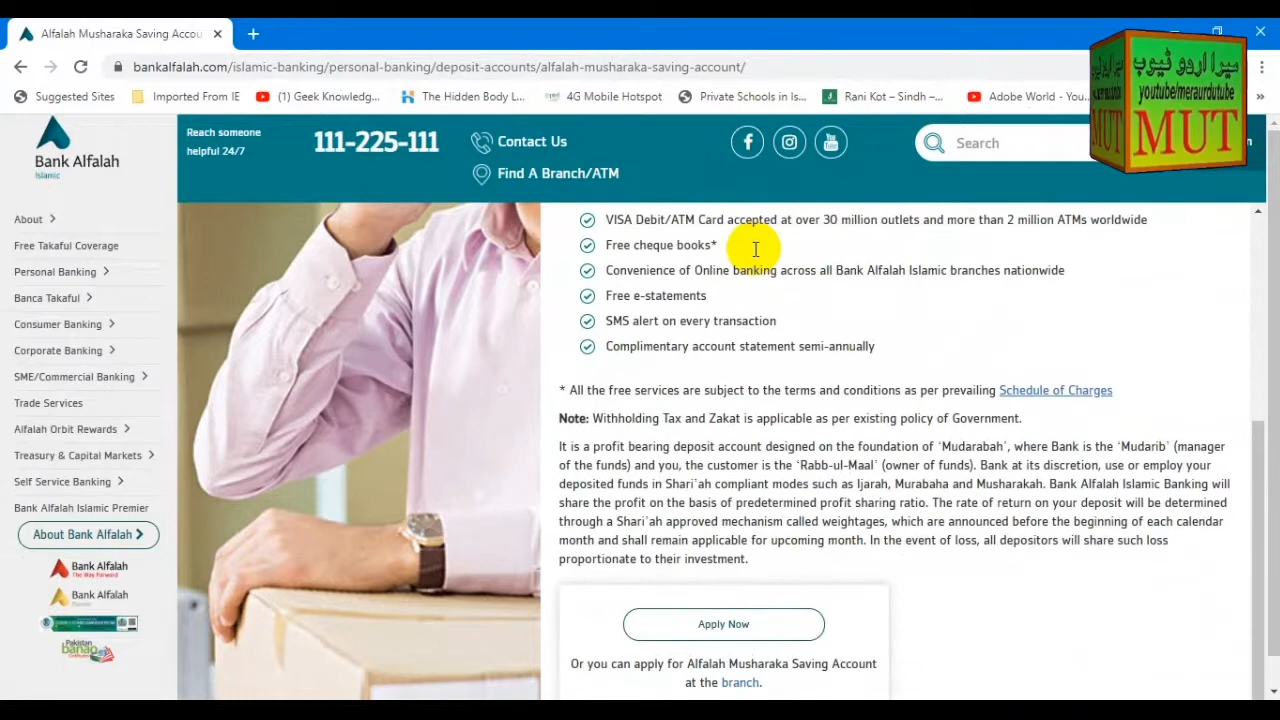 Alfalah Musharaka Saving Accou
bankalfalah.com/islamic-banking/personal-banking/deposit-accounts/alfalah-musharaka-saving-account/
Suggested Sites
Imported From IE
(1) Geek Knowledg...
The Hidden Body L...
4G Mobile Hotspot
Private Schools in Is...
Rani Kot – Sindh –...
Adobe World - You...
»
میرا اردو ٹیوب
youtube/meraurdutube
MUT
MUT
Bank Alfalah
Islamic
Reach someone
helpful 24/7
111-225-111
Contact Us
Find A Branch/ATM
Search
About
Free Takaful Coverage
Personal Banking
Banca Takaful
Consumer Banking
Corporate Banking
SME/Commercial Banking
Trade Services
Alfalah Orbit Rewards
Treasury & Capital Markets
Self Service Banking
Bank Alfalah Islamic Premier
About Bank Alfalah
Bank Alfalah
The Way Forward
Bank Alfalah
Pakistan
banao
VISA Debit/ATM Card accepted at over 30 million outlets and more than 2 million ATMs worldwide
Free cheque books*
Convenience of Online banking across all Bank Alfalah Islamic branches nationwide
Free e-statements
SMS alert on every transaction
Complimentary account statement semi-annually
* All the free services are subject to the terms and conditions as per prevailing Schedule of Charges
Note: Withholding Tax and Zakat is applicable as per existing policy of Government.
It is a profit bearing deposit account designed on the foundation of ‘Mudarabah’, where Bank is the ‘Mudarib’ (manager
of the funds) and you, the customer is the ‘Rabb-ul-Maal’ (owner of funds). Bank at its discretion, use or employ your
deposited funds in Shari’ah compliant modes such as Ijarah, Murabaha and Musharakah. Bank Alfalah Islamic Banking will
share the profit on the basis of predetermined profit sharing ratio. The rate of return on your deposit will be determined
through a Shari’ah approved mechanism called weightages, which are announced before the beginning of each calendar
month and shall remain applicable for upcoming month. In the event of loss, all depositors will share such loss
proportionate to their investment.
Apply Now
Or you can apply for Alfalah Musharaka Saving Account
at the branch.